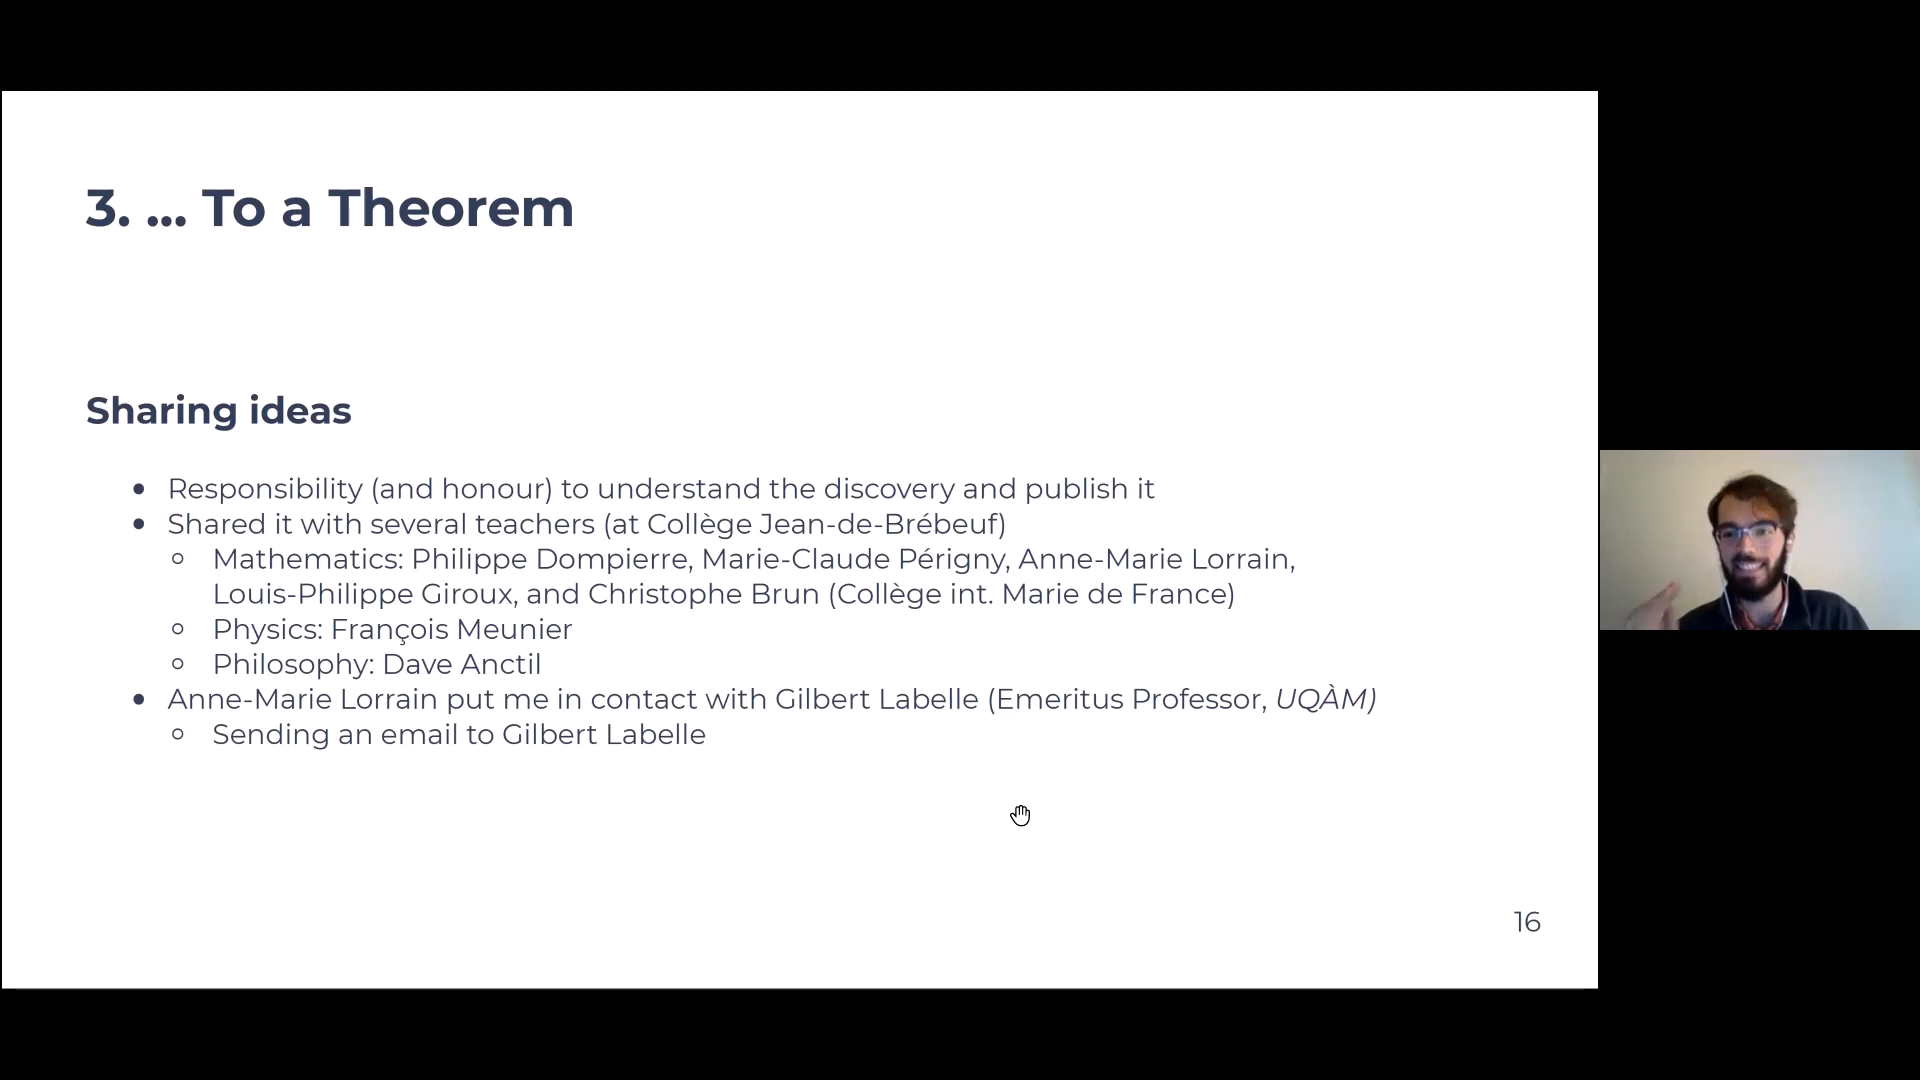 3. ... To a Theorem
Sharing ideas
● Responsibility (and honour) to understand the discovery and publish it
● Shared it with several teachers (at Collège Jean-de-Brébeuf)
○ Mathematics: Philippe Dompierre, Marie-Claude Périgny, Anne-Marie Lorrain,
Louis-Philippe Giroux, and Christophe Brun (Collège int. Marie de France)
○ Physics: François Meunier
○ Philosophy: Dave Anctil
● Anne-Marie Lorrain put me in contact with Gilbert Labelle (Emeritus Professor, UQÀM)
○ Sending an email to Gilbert Labelle
16